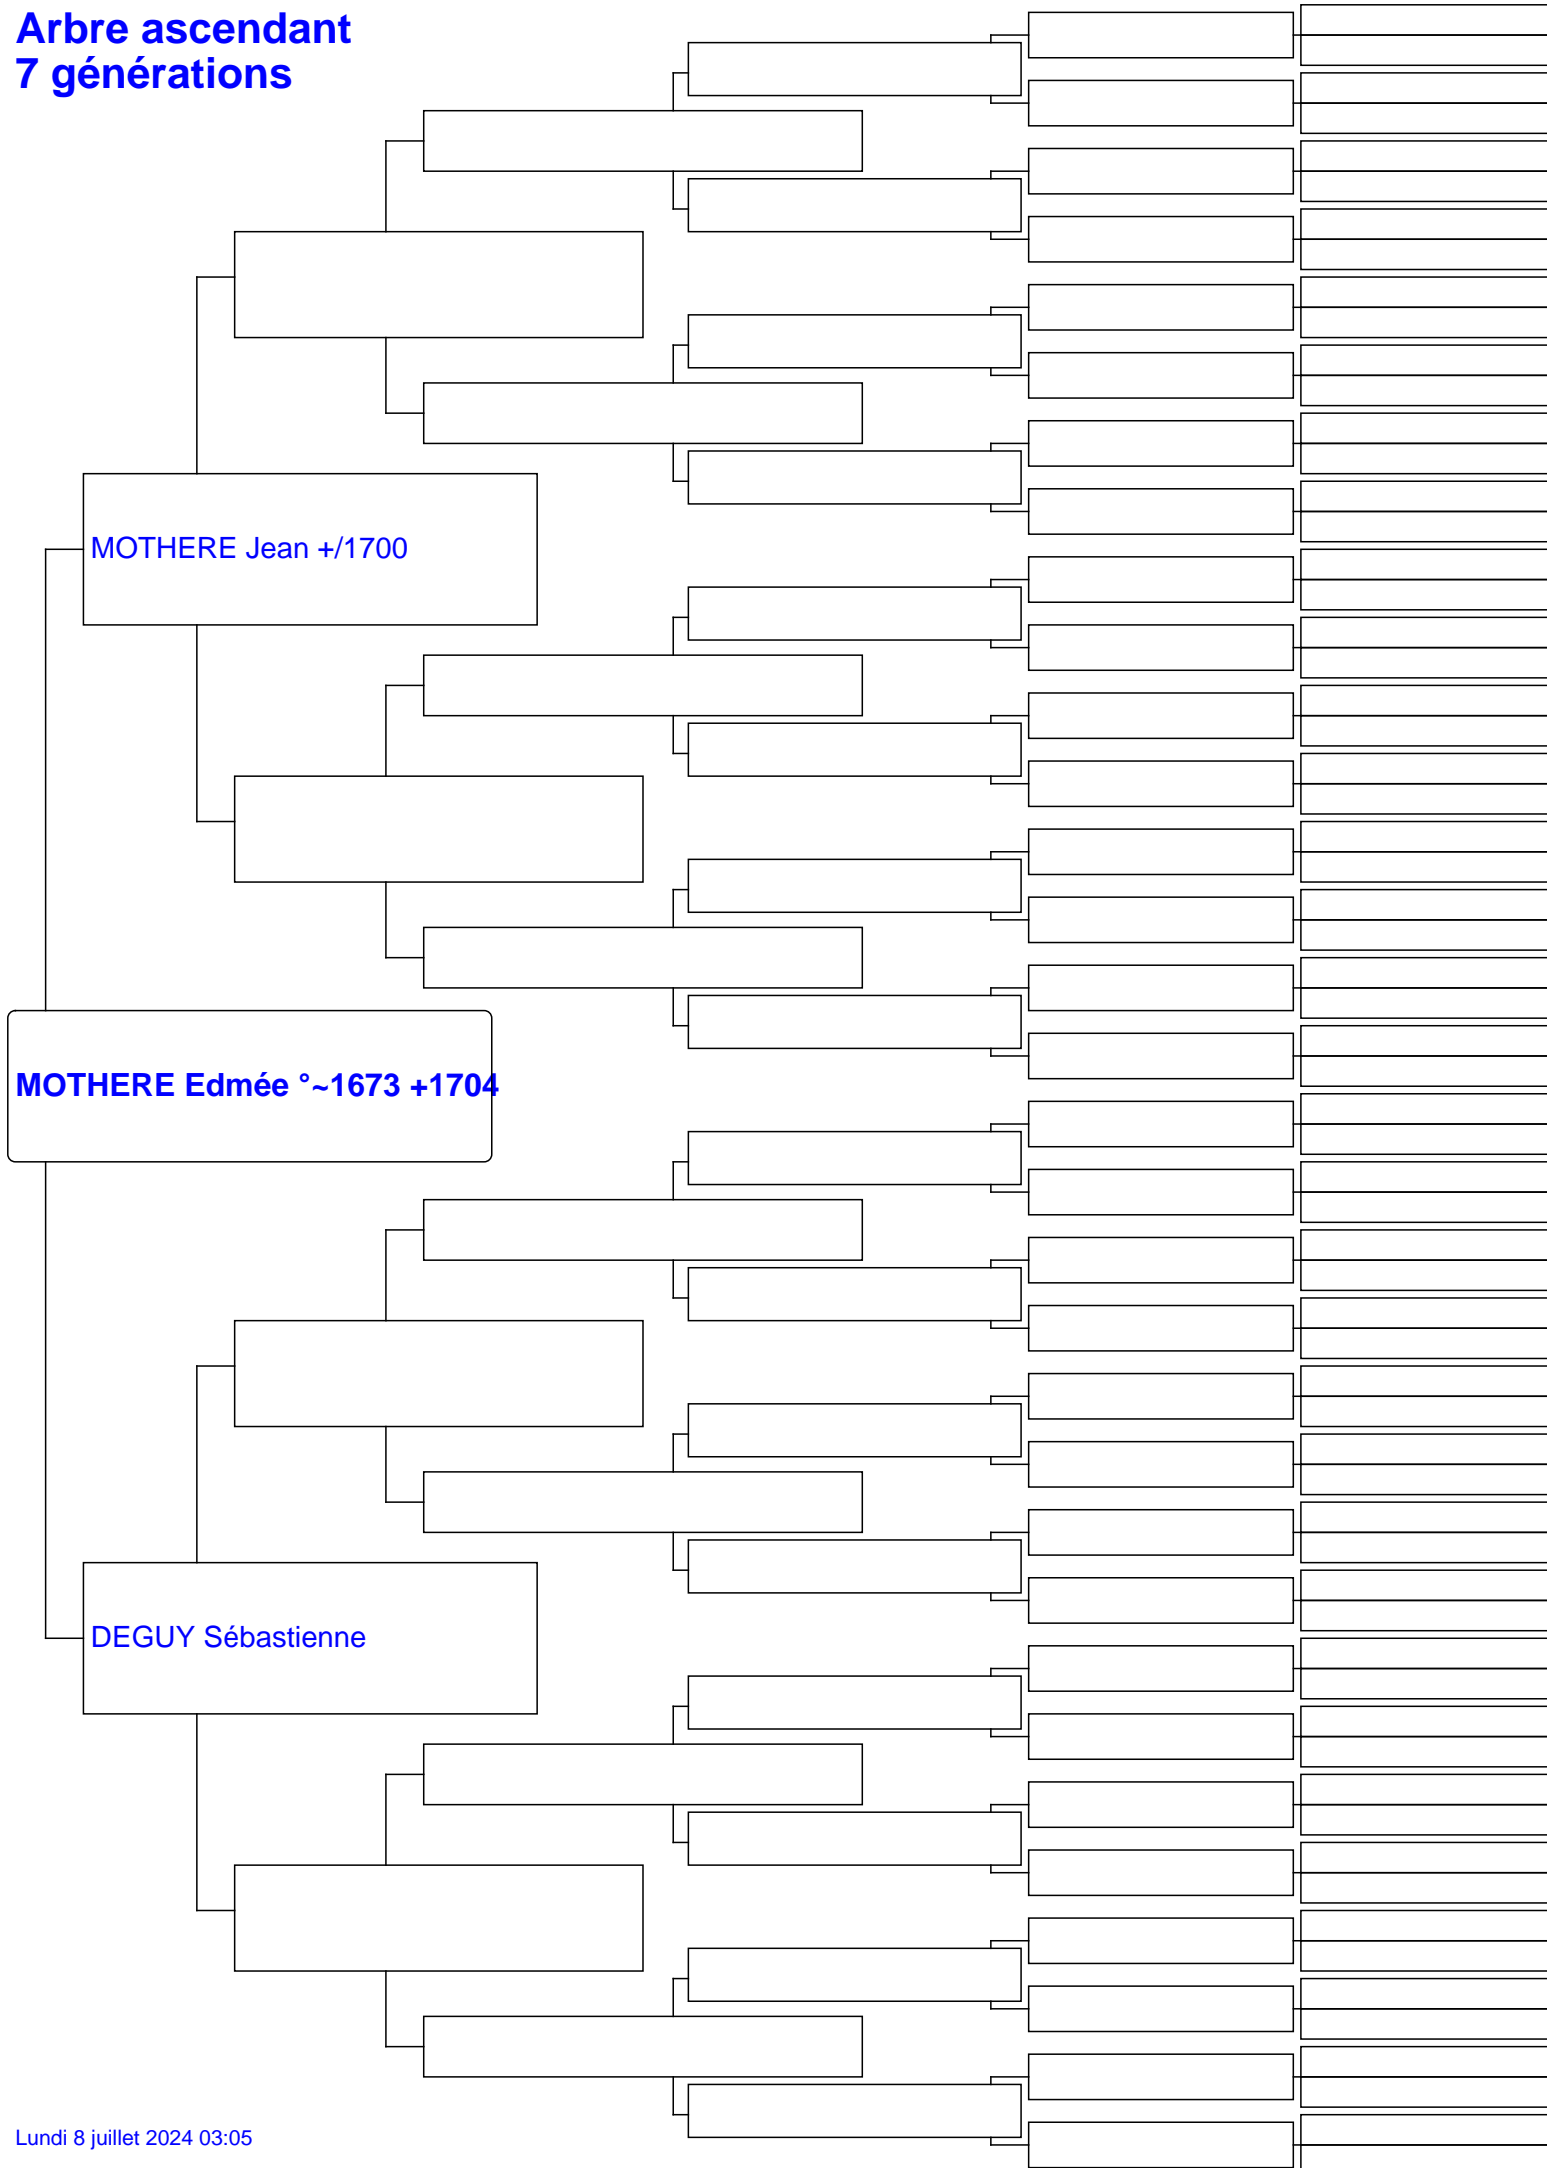 Arbre ascendant
7 générations
MOTHERE Jean +/1700
MOTHERE Edmée °~1673 +1704
DEGUY Sébastienne
Lundi 8 juillet 2024 03:05